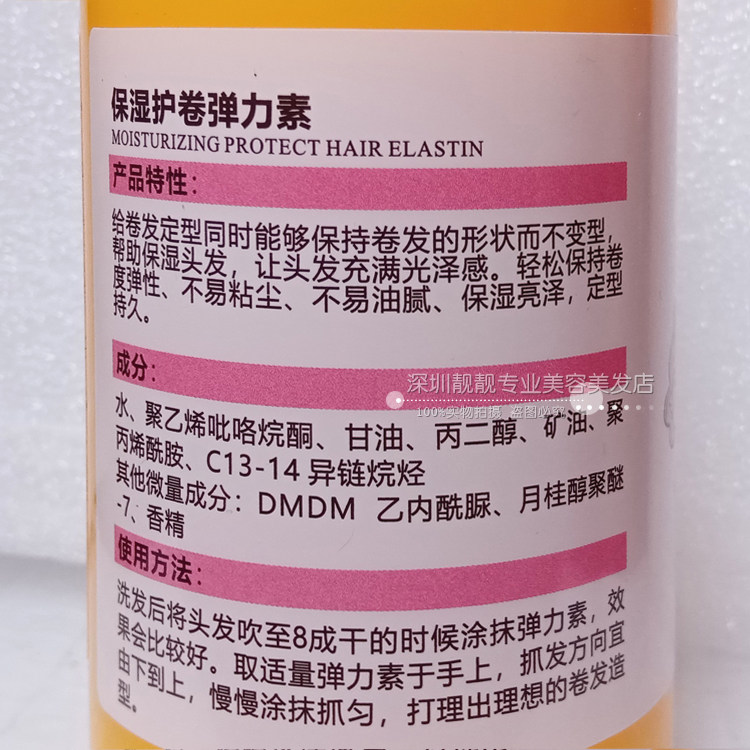 保湿护卷弹力素
MOISTURIZING PROTECT HAIR ELASTIN
产品特性：
给卷发定型同时能够保持卷发的形状而不变型，
帮助保湿头发，让头发充满光泽感。轻松保持卷
度弹性、不易粘尘、不易油腻、保湿亮泽，定型
持久。
成分：
深圳靓靓专业美容美发店
100%实物拍摄 盗图必究
水、聚乙烯吡咯烷酮、甘油、丙二醇、矿油、聚
丙烯酰胺、C13-14 异链烷烃
其他微量成分：DMDM 乙内酰脲、月桂醇聚醚
-7、香精
使用方法：
洗发后将头发吹至8成干的时候涂抹弹力素，效
果会比较好。取适量弹力素于手上，抓发方向宜
由下到上，慢慢涂抹抓匀，打理出理想的卷发造
型。